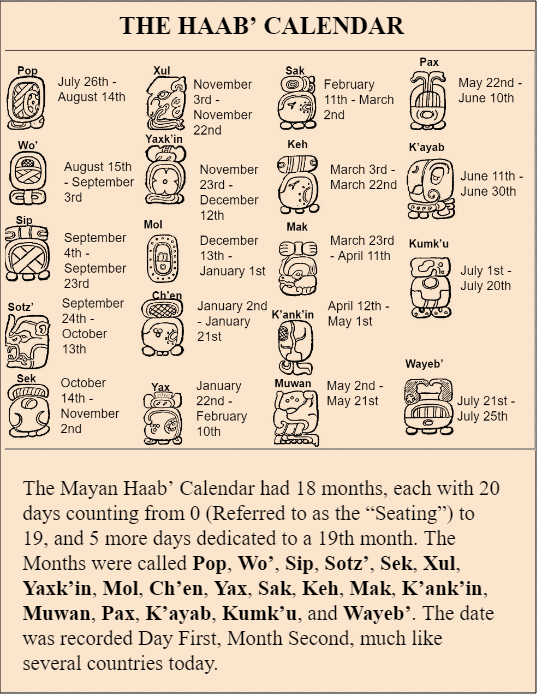 THE HAAB’ CALENDAR
Pop
July 26th -
August 14th
Wo’
August 15th
- September
3rd
Sip
September
4th -
September
23rd
Sotz’
September
24th -
October
13th
Sek
October
14th -
November
2nd
Xul
November
3rd -
November
22nd
Yaxk’in
November
23rd -
December
12th
Mol
December
13th -
January 1st
Ch’en
January 2nd
- January
21st
Yax
January
22nd -
February
10th
Sak
February
11th - March
2nd
Keh
March 3rd -
March 22nd
Mak
March 23rd
- April 11th
K’ank’in
April 12th -
May 1st
Muwan
May 2nd -
May 21st
Pax
May 22nd -
June 10th
K’ayab
June 11th -
June 30th
Kumk’u
July 1st -
July 20th
Wayeb’
July 21st -
July 25th
The Mayan Haab’ Calendar had 18 months, each with 20
days counting from 0 (Referred to as the “Seating”) to
19, and 5 more days dedicated to a 19th month. The
Months were called Pop, Wo’, Sip, Sotz’, Sek, Xul,
Yaxk’in, Mol, Ch’en, Yax, Sak, Keh, Mak, K’ank’in,
Muwan, Pax, K’ayab, Kumk’u, and Wayeb’. The date
was recorded Day First, Month Second, much like
several countries today.